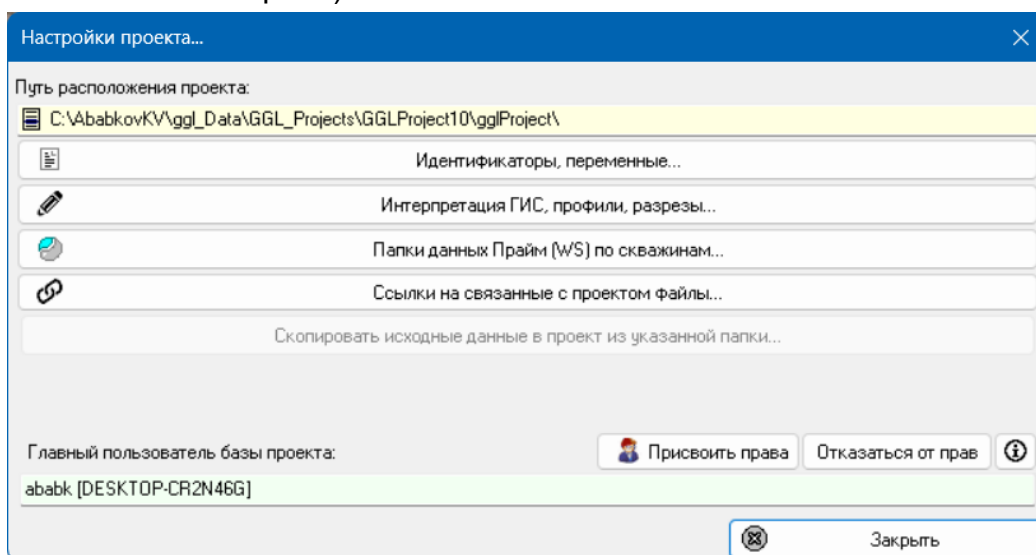 Настройки проекта...
Путь расположения проекта:
C:\AbabkovKV\ggl_Data\GGL_Projects\GGLProject10\gglProject\
Идентификаторы, переменные...
Интерпретация ГИС, профили, разрезы...
Папки данных Прайм (WS) по скважинам...
Ссылки на связанные с проектом файлы...
Скопировать исходные данные в проект из указанной папки...
Главный пользователь базы проекта: Присвоить права Отказаться от прав
ababk [DESKTOP-CR2N46G]
Закрыть